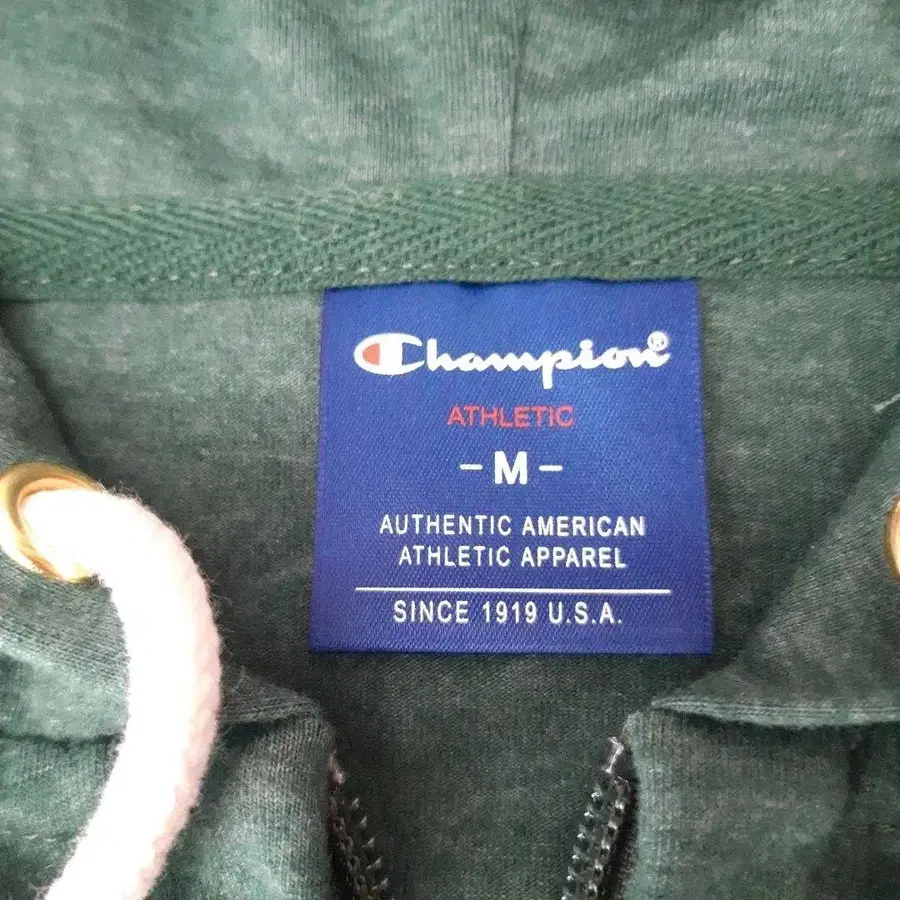 Champion®
ATHLETIC
- M -
AUTHENTIC AMERICAN
ATHLETIC APPAREL
SINCE 1919 U.S.A.